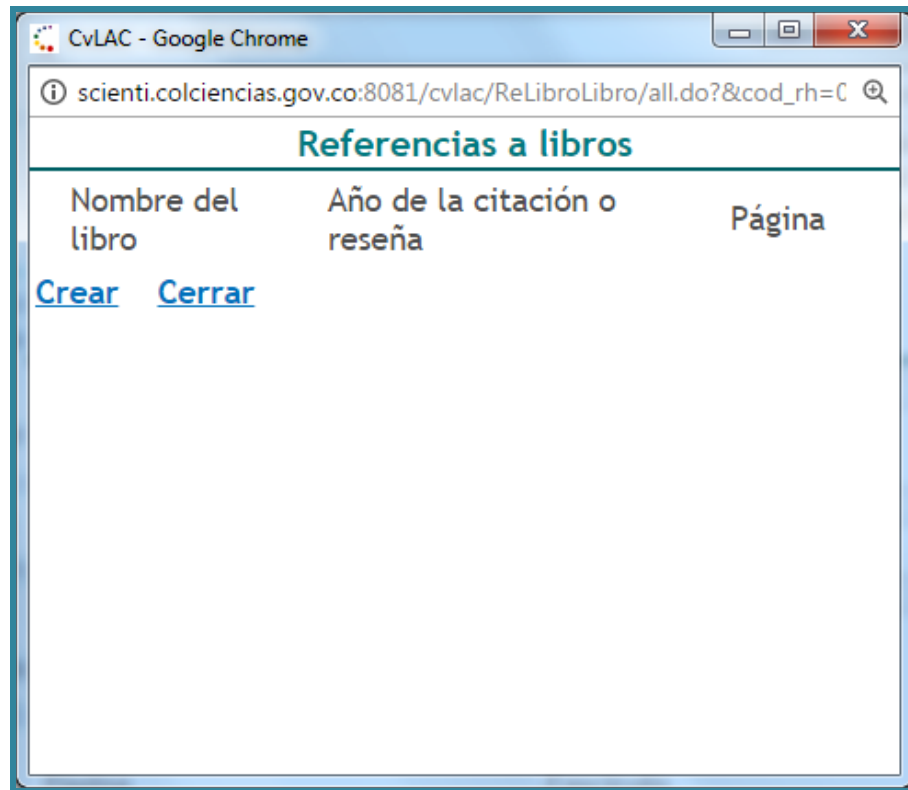 CvLAC - Google Chrome
scienti.colciencias.gov.co:8081/cvlac/ReLibroLibro/all.do?&cod_rh=0
Referencias a libros
Nombre del libro
Año de la citación o reseña
Página
Crear Cerrar